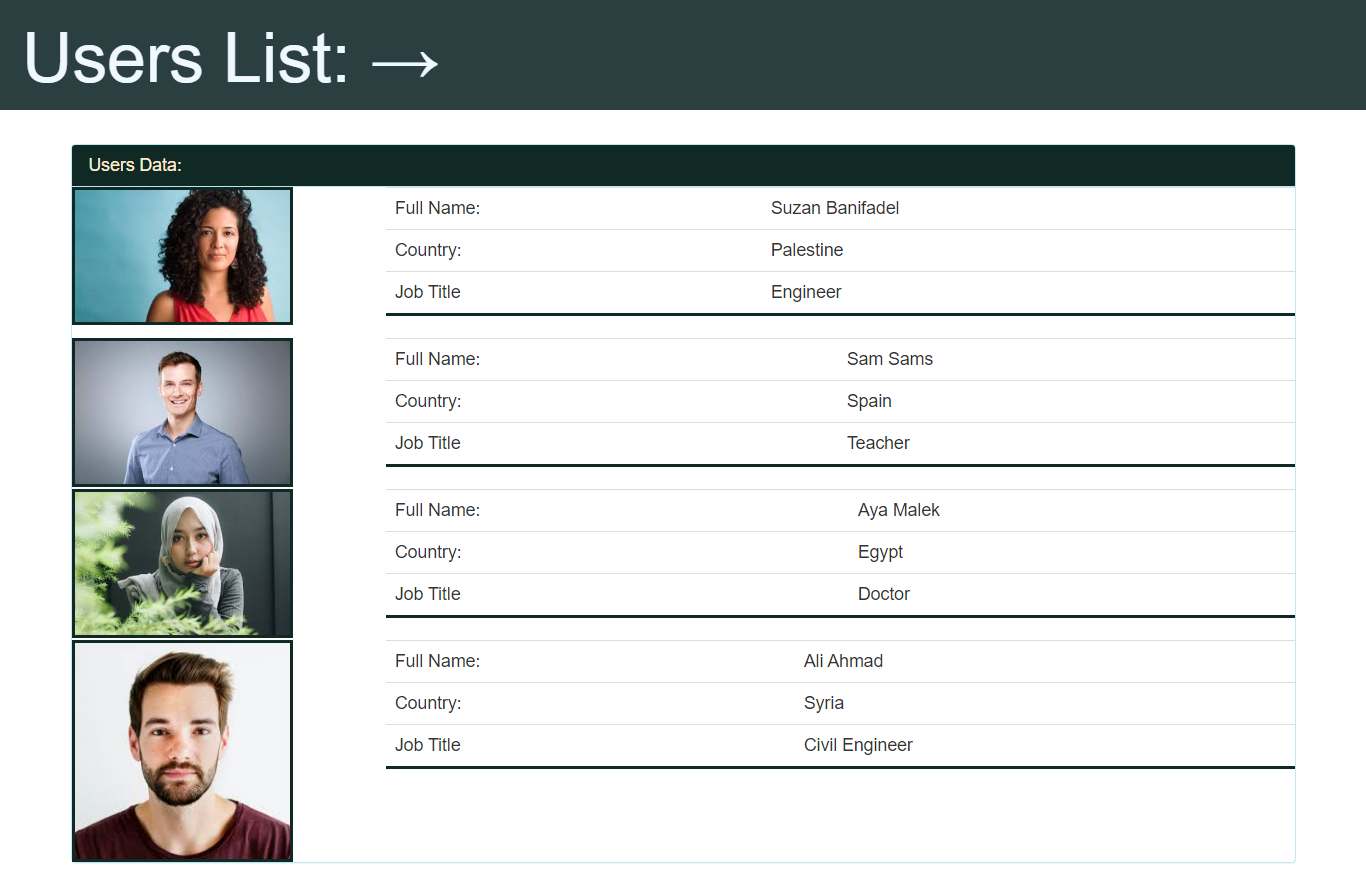 Users List: →
Users Data:
Full Name: Suzan Banifadel
Country: Palestine
Job Title Engineer
Full Name: Sam Sams
Country: Spain
Job Title Teacher
Full Name: Aya Malek
Country: Egypt
Job Title Doctor
Full Name: Ali Ahmad
Country: Syria
Job Title Civil Engineer